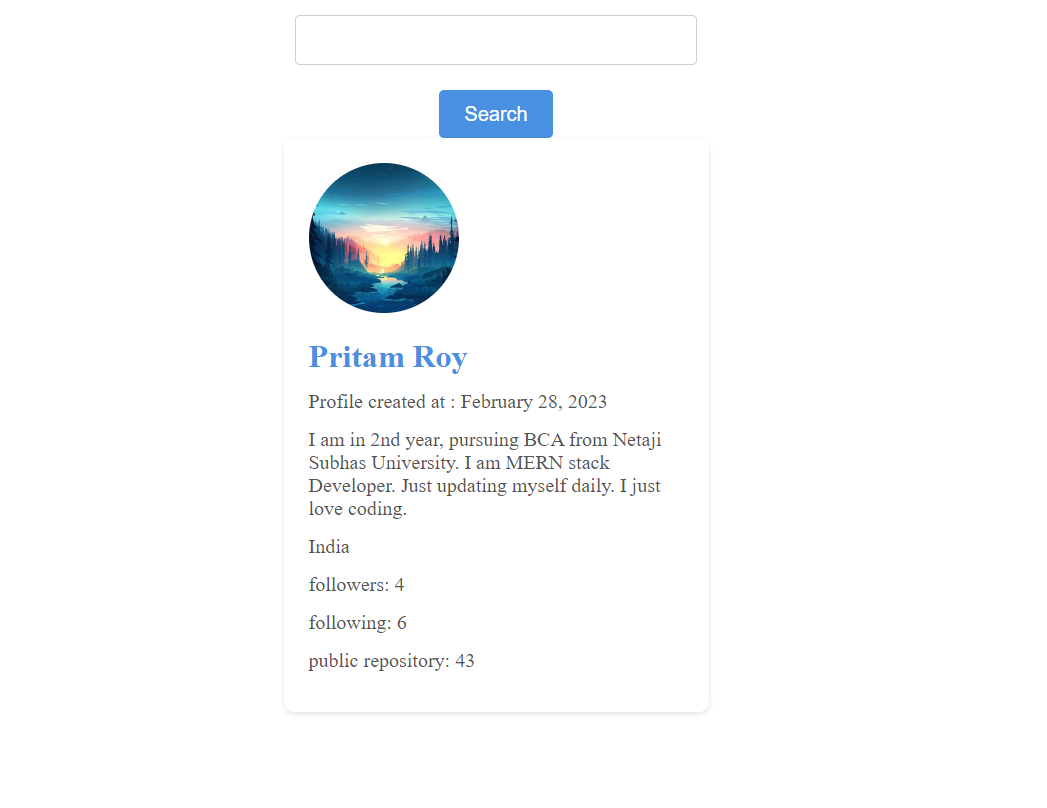 Search
Pritam Roy
Profile created at : February 28, 2023
I am in 2nd year, pursuing BCA from Netaji
Subhas University. I am MERN stack
Developer. Just updating myself daily. I just
love coding.
India
followers: 4
following: 6
public repository: 43